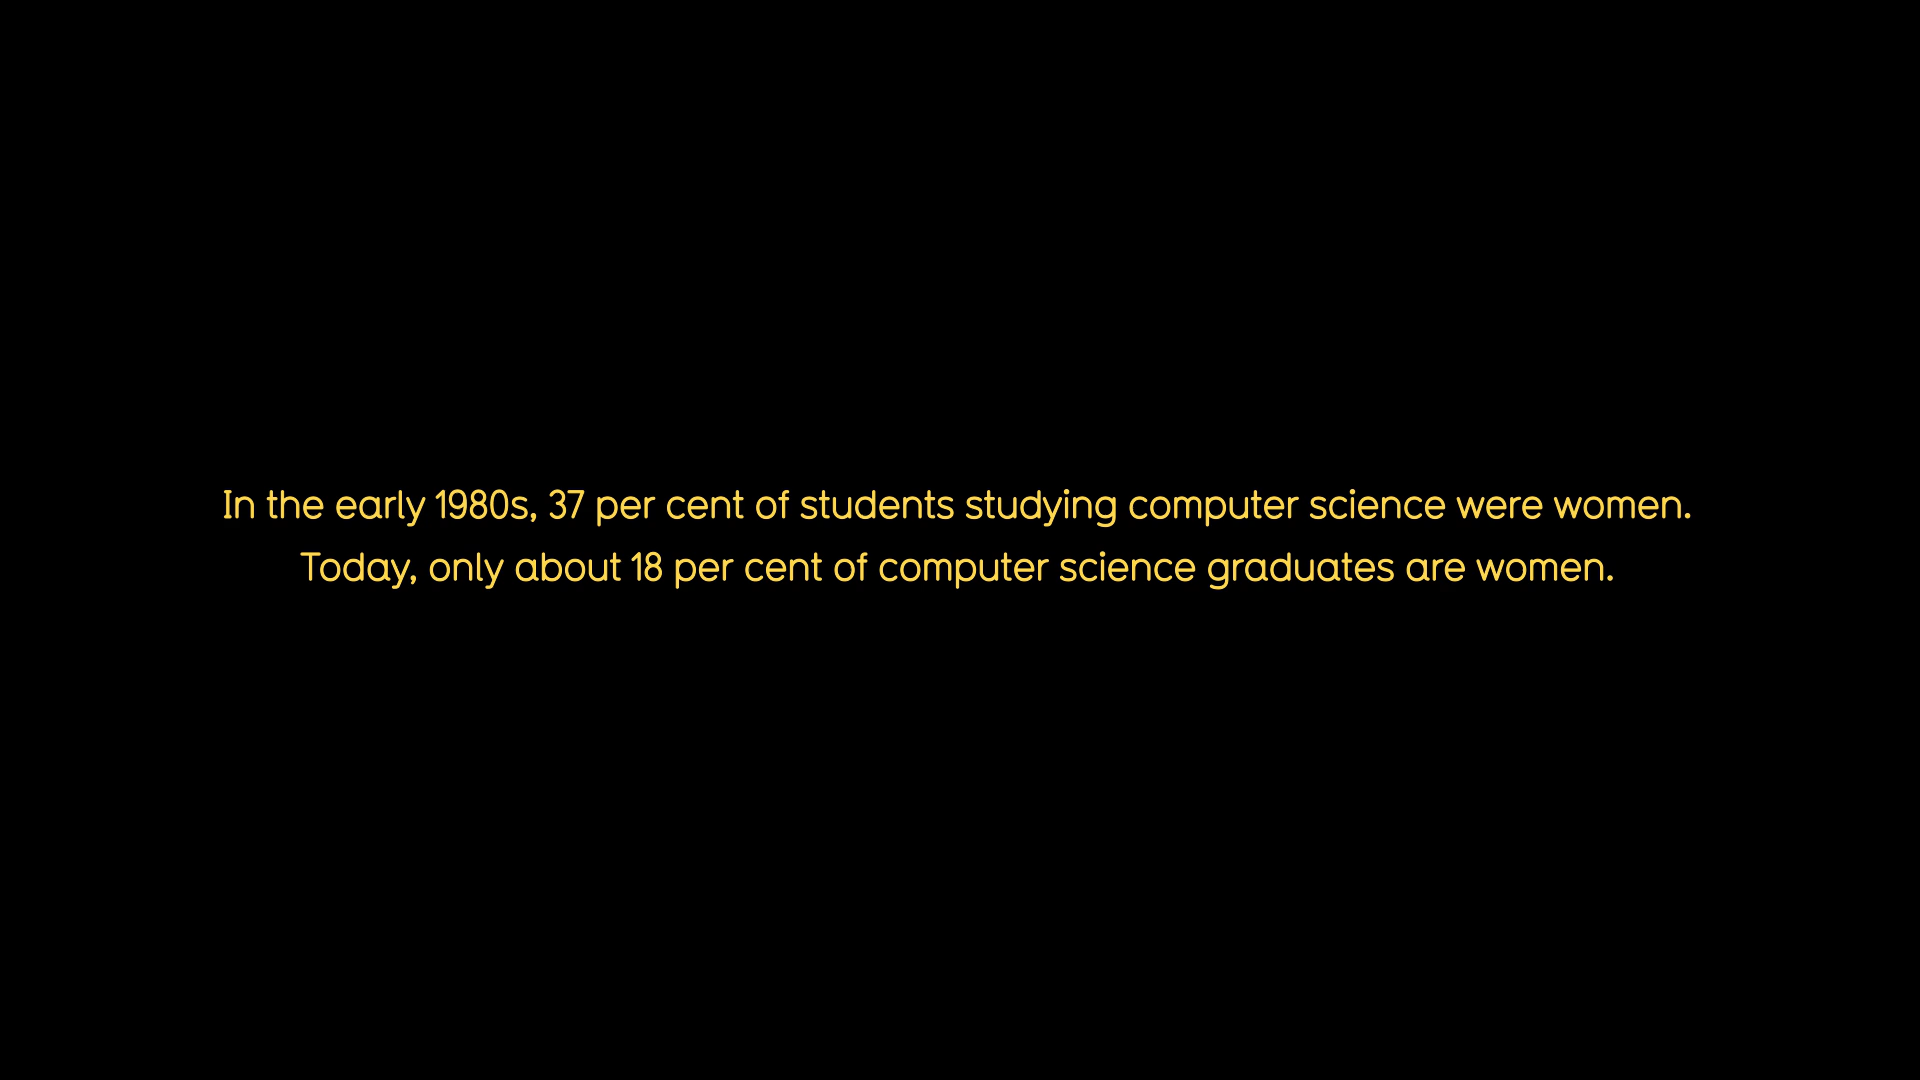 In the early 1980s, 37 per cent of students studying computer science were women.
Today, only about 18 per cent of computer science graduates are women.